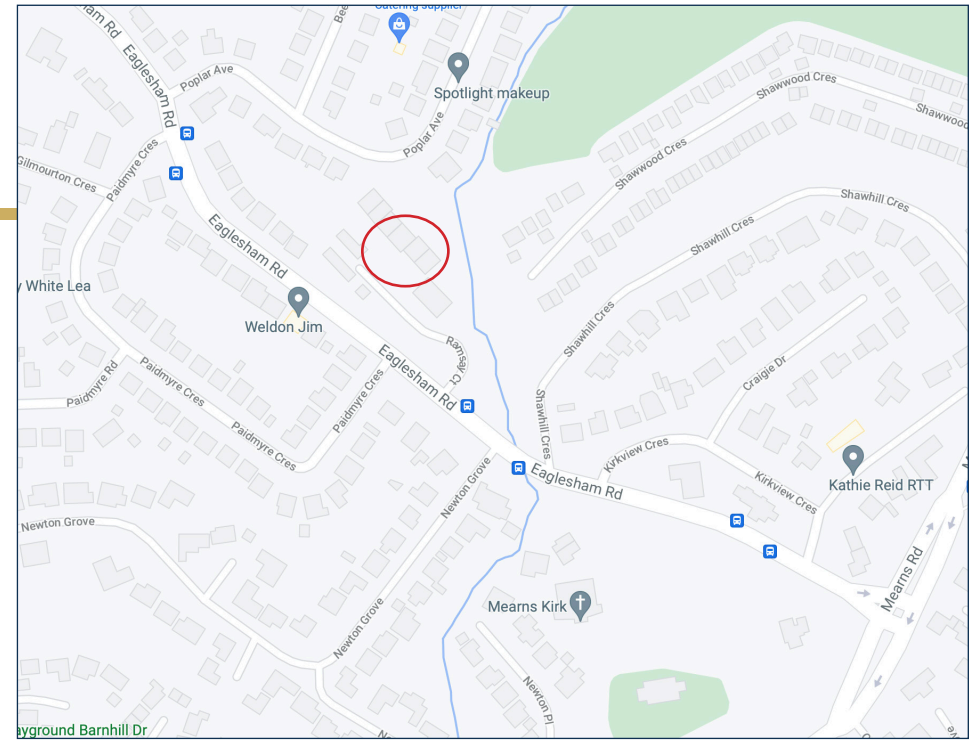 Catering supplier
am Rd
Eaglesham Rd
Bee
Poplar Ave
Spotlight makeup
Shawwood Cres
Shawwood
Poplar Ave
Gilmourton Cres
Paidmyre Cres
Shawwood Cres
Shawhill Cres
Eaglesham Rd
Shawhill Cres
y White Lea
Weldon Jim
Shawhill Cres
Ramsay Ct
Eaglesham Rd
Paidmyre Rd
Paidmyre Cres
Paidmyre Cres
Craigie Dr
Shawhill Cres
Paidmyre Cres
Kirkview Cres
Eaglesham Rd
Kathie Reid RTT
Kirkview Cres
Newton Grove
Newton Grove
Mearns Rd
Mearns Kirk
Newton Grove
Newton Pl
ayground Barnhill Dr